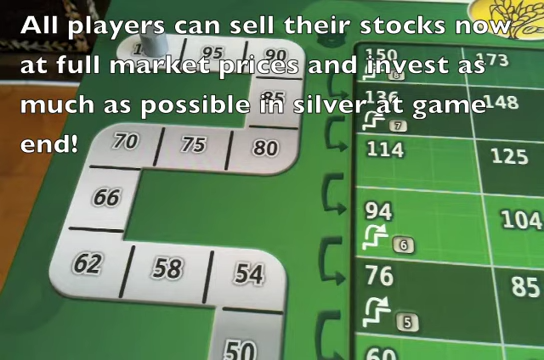 All players can sell their stocks now
at full market prices and invest as
much as possible in silver at game
end!
95 90
85
70 75 80
66
62 58 54
50
150 173
8
136 148
7
114 125
94 104
6
76 85
5
60